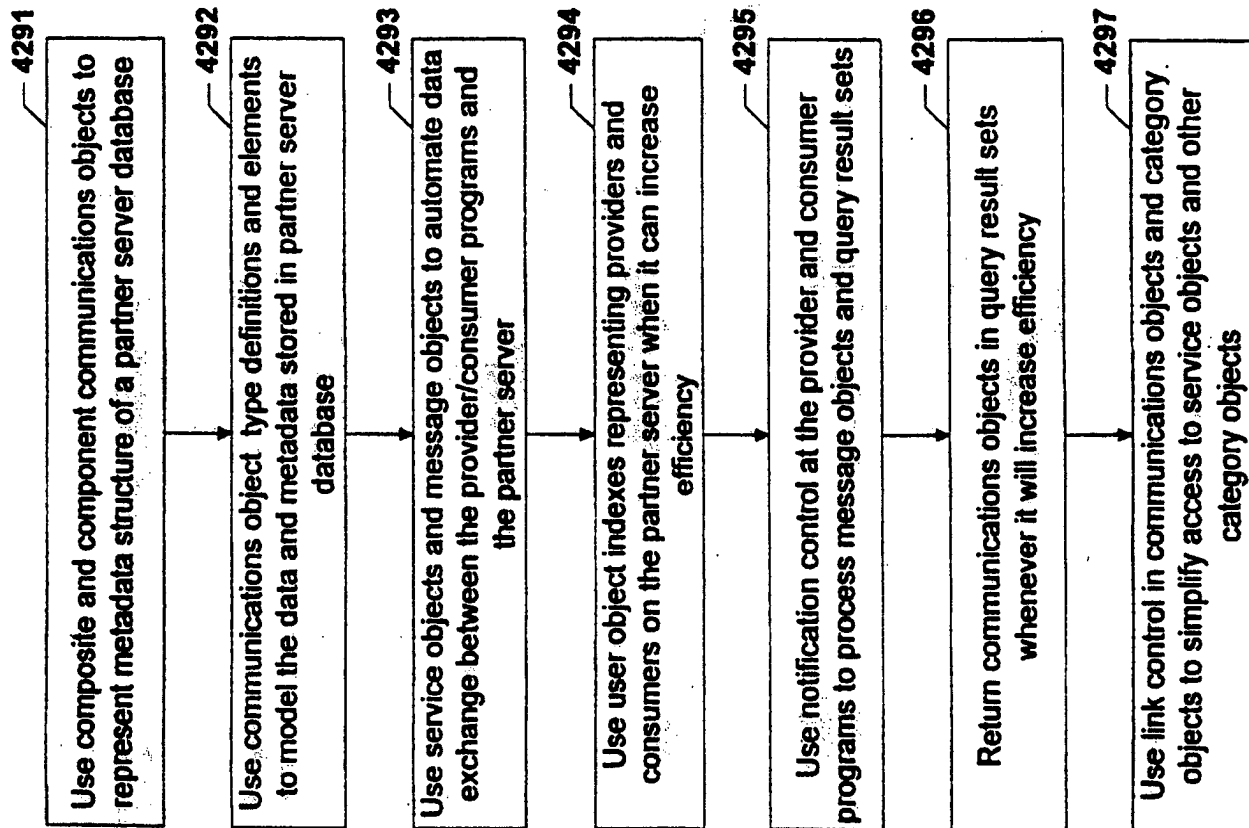 4291
Use composite and component communications objects to
represent metadata structure of a partner server database
4292
Use communications object type definitions and elements
to model the data and metadata stored in partner server
database
4293
Use service objects and message objects to automate data
exchange between the provider/consumer programs and
the partner server
4294
Use user object indexes representing providers and
consumers on the partner server when it can increase
efficiency
4295
Use notification control at the provider and consumer
programs to process message objects and query result sets
4296
Return communications objects in query result sets
whenever it will increase efficiency
4297
Use link control in communications objects and category
objects to simplify access to service objects and other
category objects